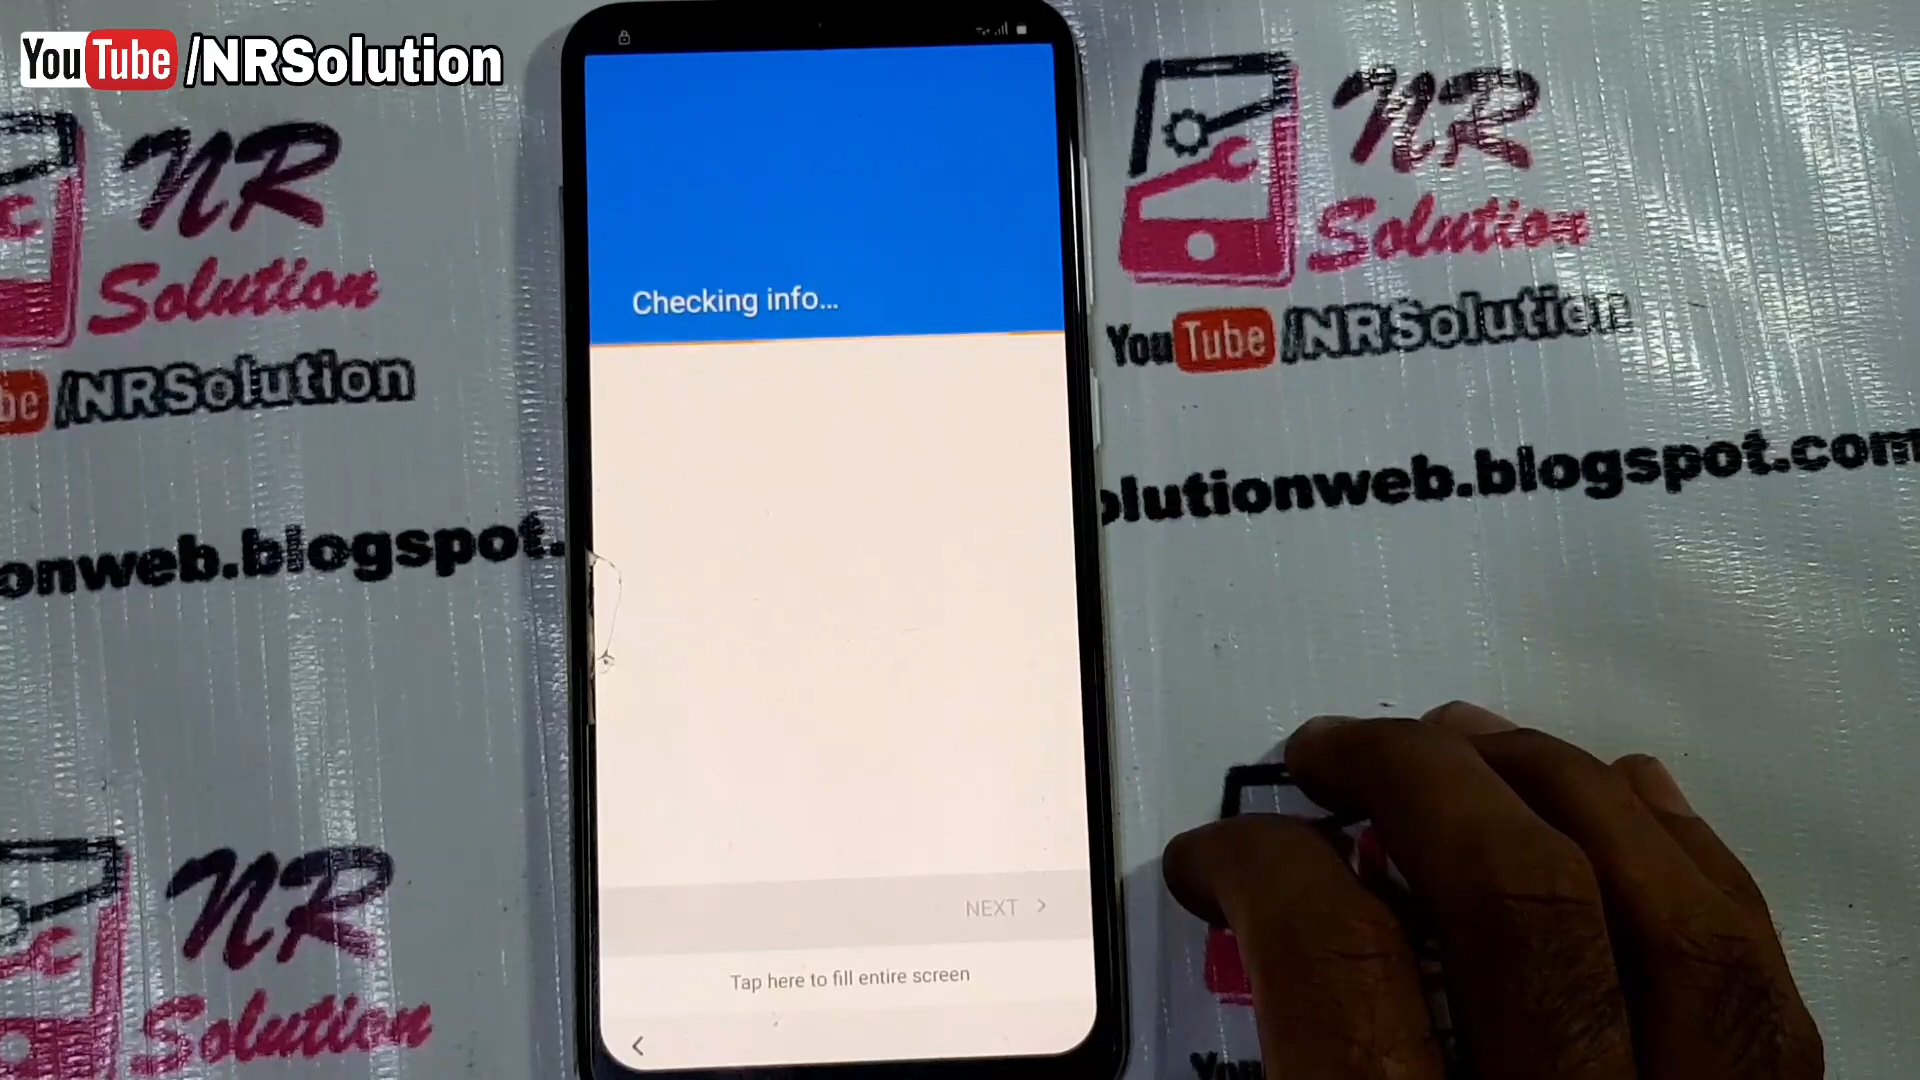 YouTube/NRSolution
NR
Solution
be/NRSolution
onweb.blogspot.
NR
Solution
Checking info...
NEXT >
Tap here to fill entire screen
NR
Solution
YouTube/NRSolution
olutionweb.blogspot.com
You